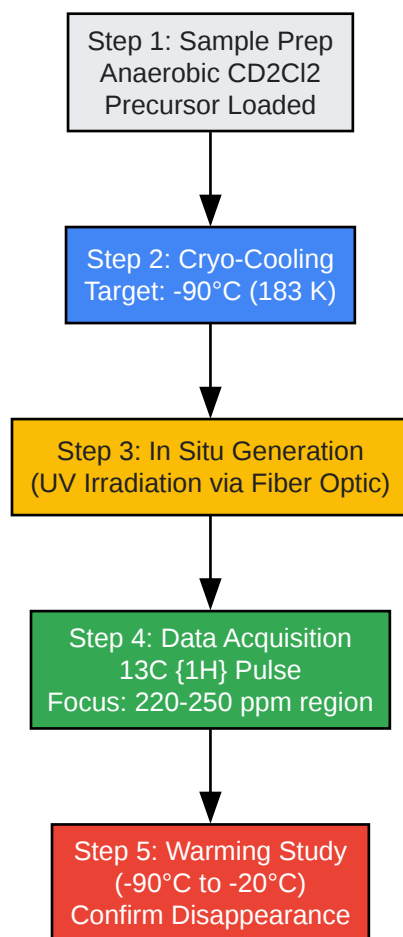 Step 1: Sample Prep
Anaerobic CD2Cl2
Precursor Loaded
Step 2: Cryo-Cooling
Target: -90°C (183 K)
Step 3: In Situ Generation
(UV Irradiation via Fiber Optic)
Step 4: Data Acquisition
13C {1H} Pulse
Focus: 220-250 ppm region
Step 5: Warming Study
(-90°C to -20°C)
Confirm Disappearance